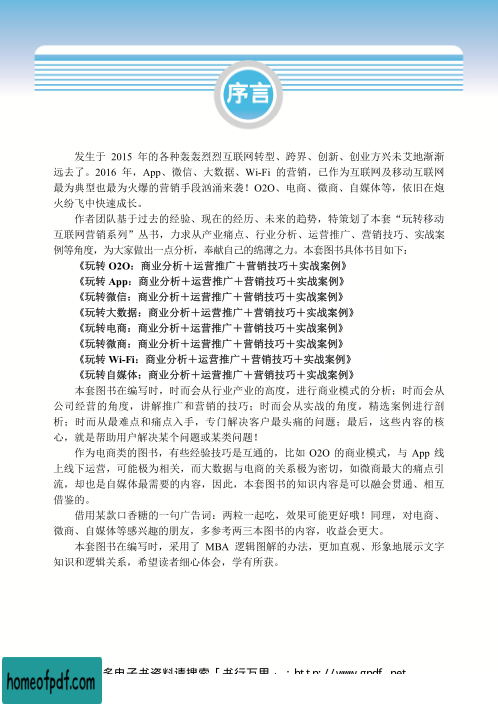 序言
发生于 2015 年的各种轰轰烈烈互联网转型、跨界、创新、创业方兴未艾地渐渐
远去了。2016 年，App、微信、大数据、Wi-Fi 的营销，已作为互联网及移动互联网
最为典型也最为火爆的营销手段汹涌来袭！O2O、电商、微商、自媒体等，依旧在炮
火纷飞中快速成长。
作者团队基于过去的经验、现在的经历、未来的趋势，特策划了本套“玩转移动
互联网营销系列”丛书，力求从产业痛点、行业分析、运营推广、营销技巧、实战案
例等角度，为大家做出一点分析，奉献自己的绵薄之力。本套图书具体书目如下：
《玩转 O2O：商业分析＋运营推广＋营销技巧＋实战案例》
《玩转 App：商业分析＋运营推广＋营销技巧＋实战案例》
《玩转微信：商业分析＋运营推广＋营销技巧＋实战案例》
《玩转大数据：商业分析＋运营推广＋营销技巧＋实战案例》
《玩转电商：商业分析＋运营推广＋营销技巧＋实战案例》
《玩转微商：商业分析＋运营推广＋营销技巧＋实战案例》
《玩转 Wi-Fi：商业分析＋运营推广＋营销技巧＋实战案例》
《玩转自媒体：商业分析＋运营推广＋营销技巧＋实战案例》
本套图书在编写时，时而会从行业产业的高度，进行商业模式的分析；时而会从
公司经营的角度，讲解推广和营销的技巧；时而会从实战的角度，精选案例进行剖
析；时而从最难点和痛点入手，专门解决客户最头痛的问题；最后，这些内容的核
心，就是帮助用户解决某个问题或某类问题！
作为电商类的图书，有些经验技巧是互通的，比如 O2O 的商业模式，与 App 线
上线下运营，可能极为相关，而大数据与电商的关系极为密切，如微商最大的痛点引
流，却也是自媒体最需要的内容，因此，本套图书的知识内容是可以融会贯通、相互
借鉴的。
借用某款口香糖的一句广告词：两粒一起吃，效果可能更好哦！同理，对电商、
微商、自媒体等感兴趣的朋友，多参考两三本图书的内容，收益会更大。
本套图书在编写时，采用了 MBA 逻辑图解的办法，更加直观、形象地展示文字
知识和逻辑关系，希望读者细心体会，学有所获。
多电子书资料请搜索「书行万里」：http://www.gpdf.net
homeofpdf.com